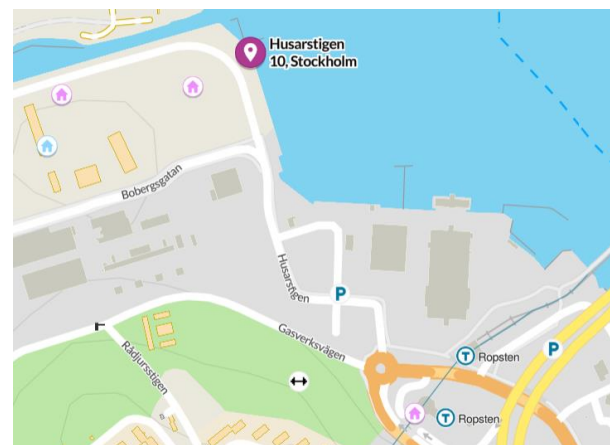 Husarstigen
10, Stockholm
Bobergsgatan
Husarstigen
P
Gasverksvägen
Rådjursstigen
T Ropsten
P
T Ropsten